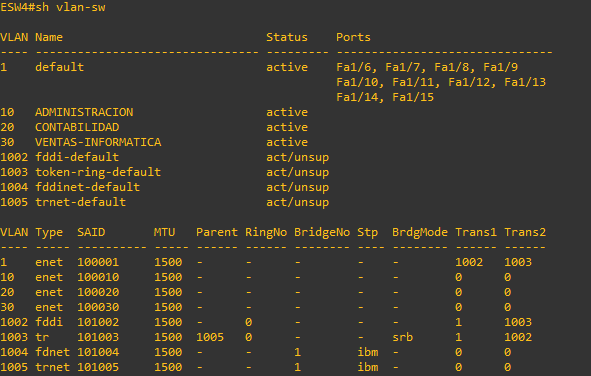 ESW4#sh vlan-sw

VLAN Name                             Status    Ports
---- -------------------------------- --------- -------------------------------
1    default                          active    Fa1/6, Fa1/7, Fa1/8, Fa1/9
                                                Fa1/10, Fa1/11, Fa1/12, Fa1/13
                                                Fa1/14, Fa1/15
10   ADMINISTRACION                   active
20   CONTABILIDAD                     active
30   VENTAS-INFORMATICA               active
1002 fddi-default                     act/unsup
1003 token-ring-default               act/unsup
1004 fddinet-default                  act/unsup
1005 trnet-default                    act/unsup

VLAN Type  SAID       MTU   Parent RingNo BridgeNo Stp  BrdgMode Trans1 Trans2
---- ----- ---------- ----- ------ ------ -------- ---- -------- ------ ------
1    enet  100001     1500  -      -      -        -    -        1002   1003
10   enet  100010     1500  -      -      -        -    -        0      0
20   enet  100020     1500  -      -      -        -    -        0      0
30   enet  100030     1500  -      -      -        -    -        0      0
1002 fddi  101002     1500  -      0      -        -    -        1      1003
1003 tr    101003     1500  1005   0      -        -    srb      1      1002
1004 fdnet 101004     1500  -      -      1        ibm  -        0      0
1005 trnet 101005     1500  -      -      1        ibm  -        0      0